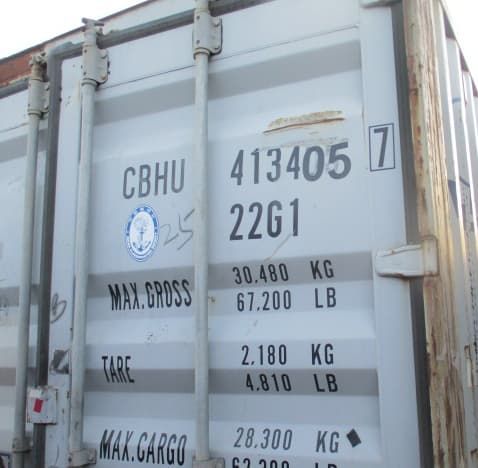 CBHU 413405 7
25 22G1
MAX.GROSS 30.480 KG
67.200 LB
TARE 2.180 KG
4.810 LB
MAX.CARGO 28.300 KG